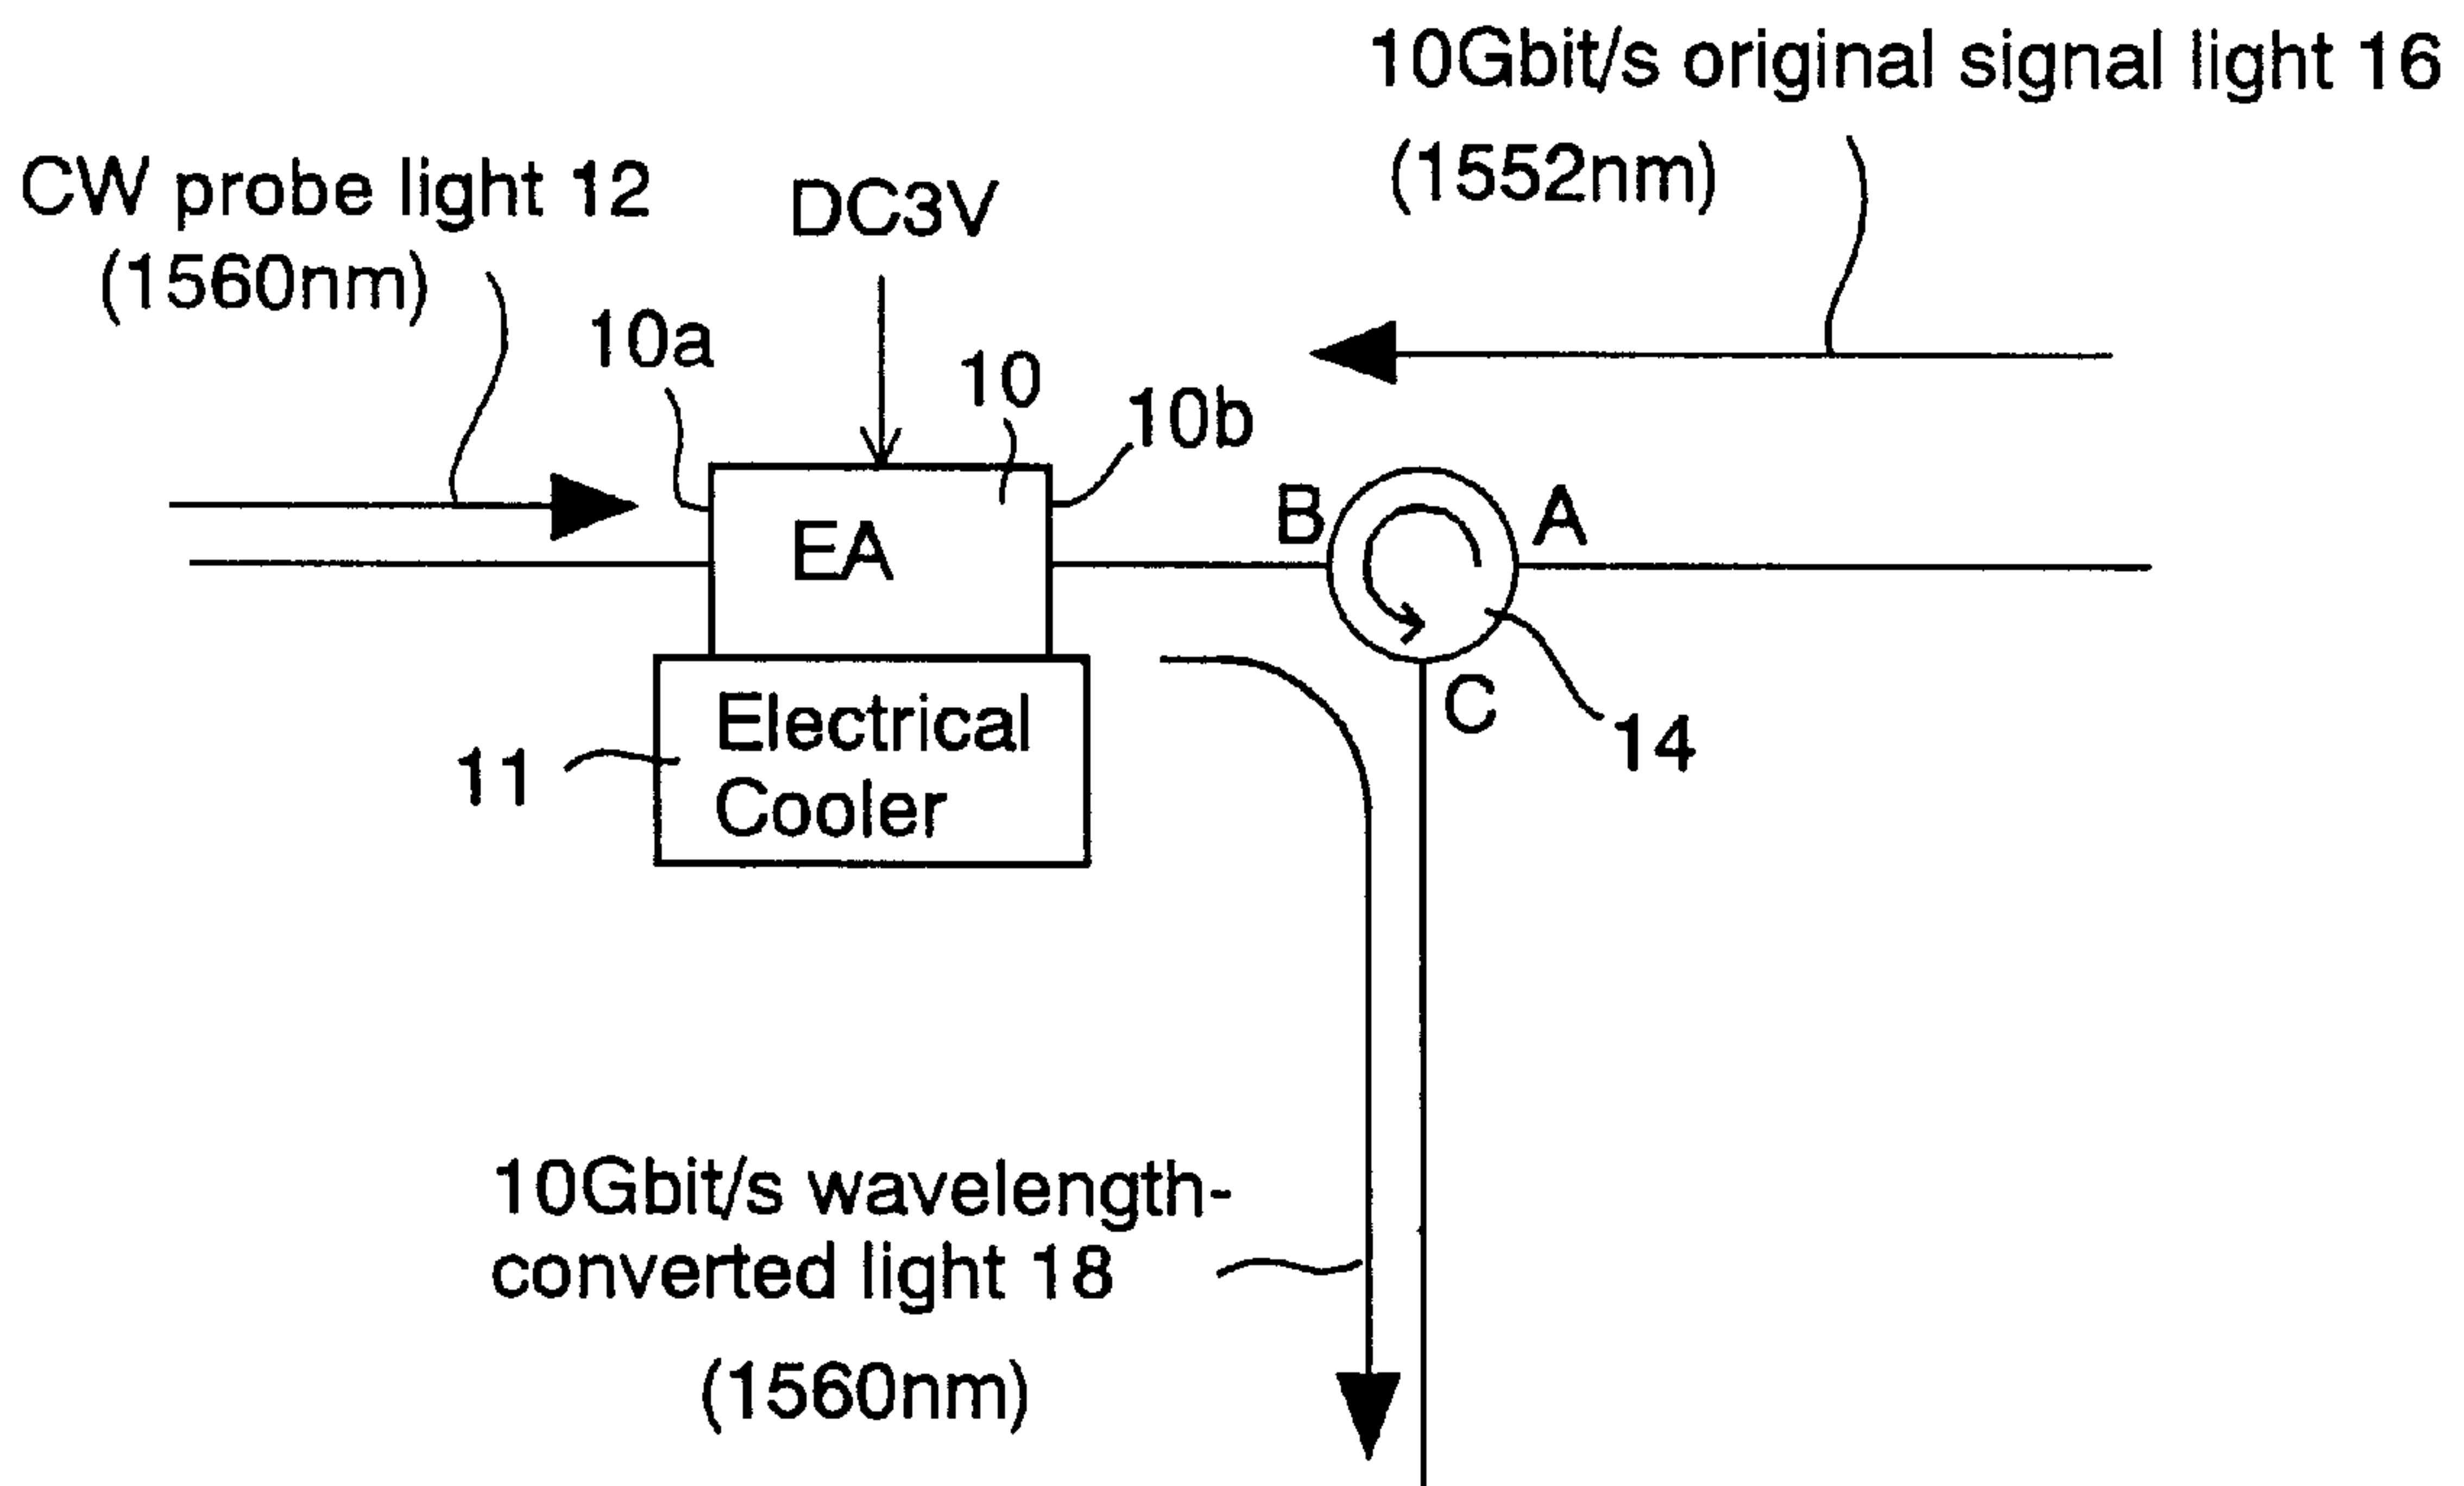 10Gbit/s original signal light 16
(1552nm)
CW probe light 12
(1560nm)
DC3V
10a
10
10b
EA
B
A
C
14
Electrical
Cooler
11
10Gbit/s wavelength-
converted light 18
(1560nm)